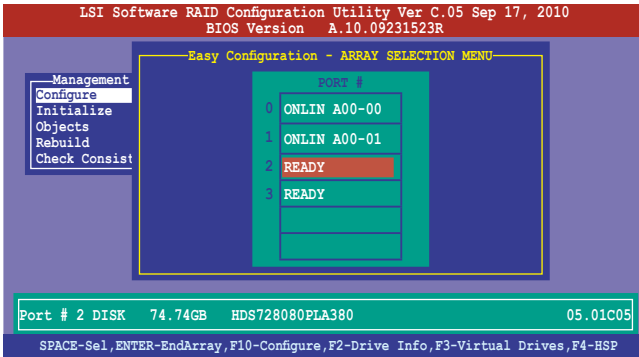 LSI Software RAID Configuration Utility Ver C.05 Sep 17, 2010
BIOS Version A.10.09231523R
Easy Configuration - ARRAY SELECTION MENU
Management
Configure
Initialize
Objects
Rebuild
Check Consist
PORT #
0 ONLIN A00-00
1 ONLIN A00-01
2 READY
3 READY
Port # 2 DISK 74.74GB HDS728080PLA380 05.01C05
SPACE-Sel,ENTER-EndArray,F10-Configure,F2-Drive Info,F3-Virtual Drives,F4-HSP